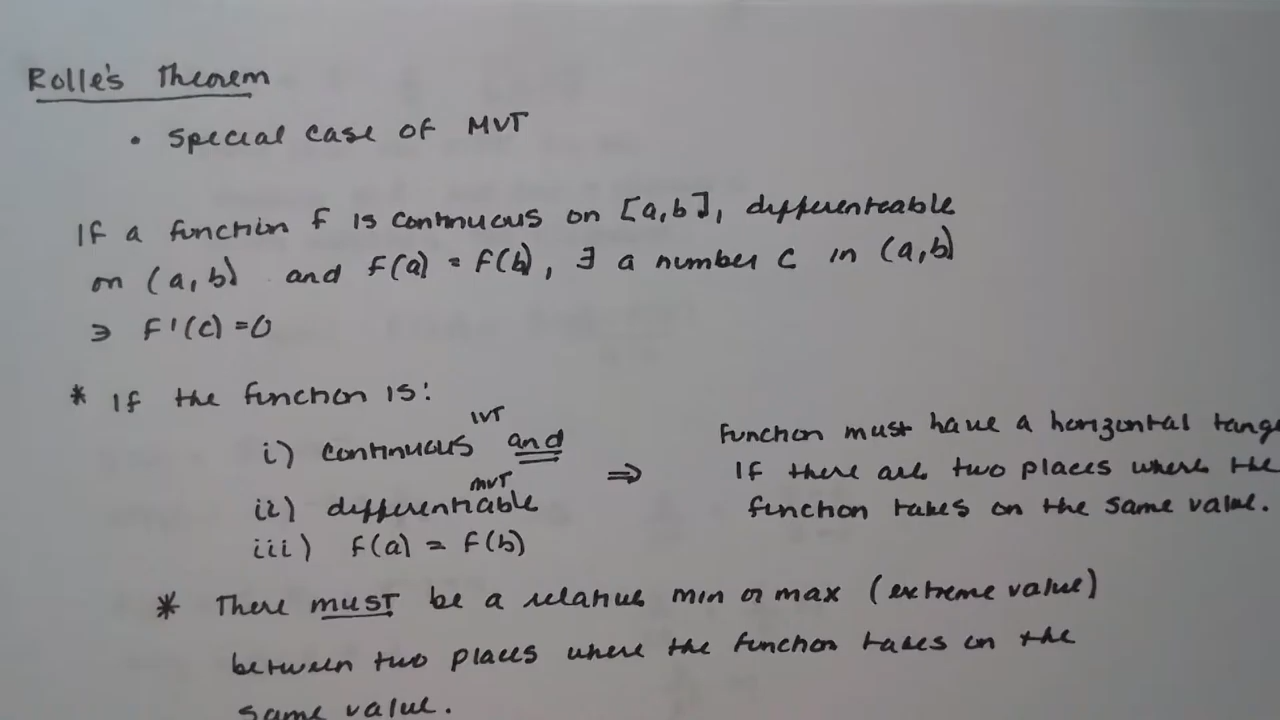 Rolle's Theorem
• special case of MVT
If a function f is continuous on [a,b], differenteable
on (a,b) and f(a) = f(b), ∃ a number c in (a,b)
∋ f'(c) = 0
* If the function is:
IVT
i) continuous and
MVT
ii) differentiable
iii) f(a) = f(b)
⇒
Function must have a horizontal tange
If there are two places where the
function takes on the same value.
* There must be a relative min or max (extreme value)
between two places where the function takes on the
same value.